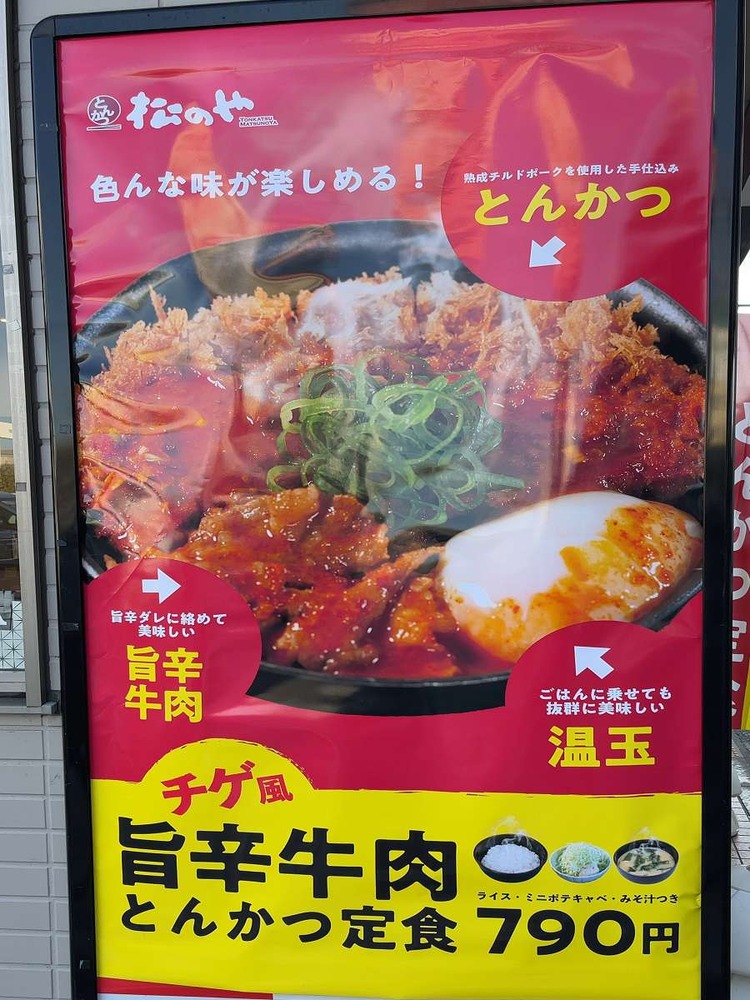 とんかつ
松のや
TONKATSU
MATSUNOYA
色んな味が楽しめる！
熟成チルドポークを使用した手仕込み
とんかつ
旨辛ダレに絡めて
美味しい
旨辛
牛肉
ごはんに乗せても
抜群に美味しい
温玉
チゲ風
旨辛牛肉
とんかつ定食
ライス・ミニポテキャベ・みそ汁つき
790円